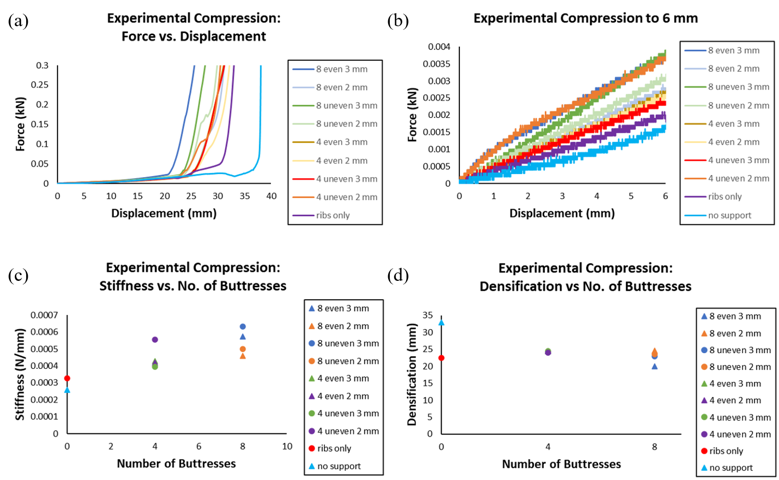 (a)
Experimental Compression:
Force vs. Displacement
Force (kN)
0.3
0.25
0.2
0.15
0.1
0.05
0
0 5 10 15 20 25 30 35 40
Displacement (mm)
8 even 3 mm
8 even 2 mm
8 uneven 3 mm
8 uneven 2 mm
4 even 3 mm
4 even 2 mm
4 uneven 3 mm
4 uneven 2 mm
ribs only
(b)
Experimental Compression to 6 mm
Force (kN)
0.004
0.0035
0.003
0.0025
0.002
0.0015
0.001
0.0005
0
0 1 2 3 4 5 6
Displacement (mm)
8 even 3 mm
8 even 2 mm
8 uneven 3 mm
8 uneven 2 mm
4 even 3 mm
4 even 2 mm
4 uneven 3 mm
4 uneven 2 mm
ribs only
no support
(c)
Experimental Compression:
Stiffness vs. No. of Buttresses
Stiffness (N/mm)
0.0007
0.0006
0.0005
0.0004
0.0003
0.0002
0.0001
0
0 2 4 6 8 10
Number of Buttresses
8 even 3 mm
8 even 2 mm
8 uneven 3 mm
8 uneven 2 mm
4 even 3 mm
4 even 2 mm
4 uneven 3 mm
4 uneven 2 mm
ribs only
no support
(d)
Experimental Compression:
Densification vs No. of Buttresses
Densification (mm)
35
30
25
20
15
10
5
0
0 4 8
Number of Buttresses
8 even 3 mm
8 even 2 mm
8 uneven 3 mm
8 uneven 2 mm
4 even 3 mm
4 even 2 mm
4 uneven 3 mm
4 uneven 2 mm
ribs only
no support